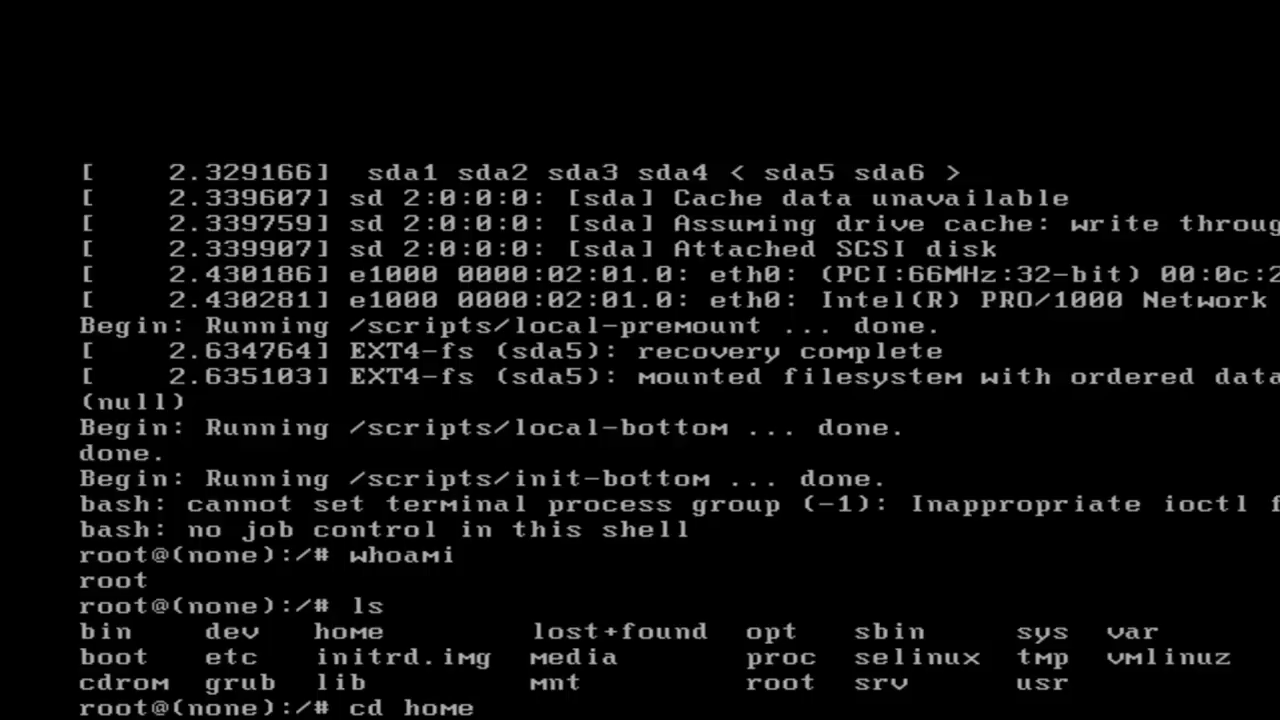 [    2.329166]  sda1 sda2 sda3 sda4 < sda5 sda6 >
[    2.339607] sd 2:0:0:0: [sda] Cache data unavailable
[    2.339759] sd 2:0:0:0: [sda] Assuming drive cache: write throug
[    2.339907] sd 2:0:0:0: [sda] Attached SCSI disk
[    2.430186] e1000 0000:02:01.0: eth0: (PCI:66MHz:32-bit) 00:0c:2
[    2.430281] e1000 0000:02:01.0: eth0: Intel(R) PRO/1000 Network
Begin: Running /scripts/local-premount ... done.
[    2.634764] EXT4-fs (sda5): recovery complete
[    2.635103] EXT4-fs (sda5): mounted filesystem with ordered data
(null)
Begin: Running /scripts/local-bottom ... done.
done.
Begin: Running /scripts/init-bottom ... done.
bash: cannot set terminal process group (-1): Inappropriate ioctl f
bash: no job control in this shell
root@(none):/# whoami
root
root@(none):/# ls
bin    dev   home        lost+found  opt   sbin     sys  var
boot   etc   initrd.img  media       proc  selinux  tmp  vmlinuz
cdrom  grub  lib         mnt         root  srv      usr
root@(none):/# cd home